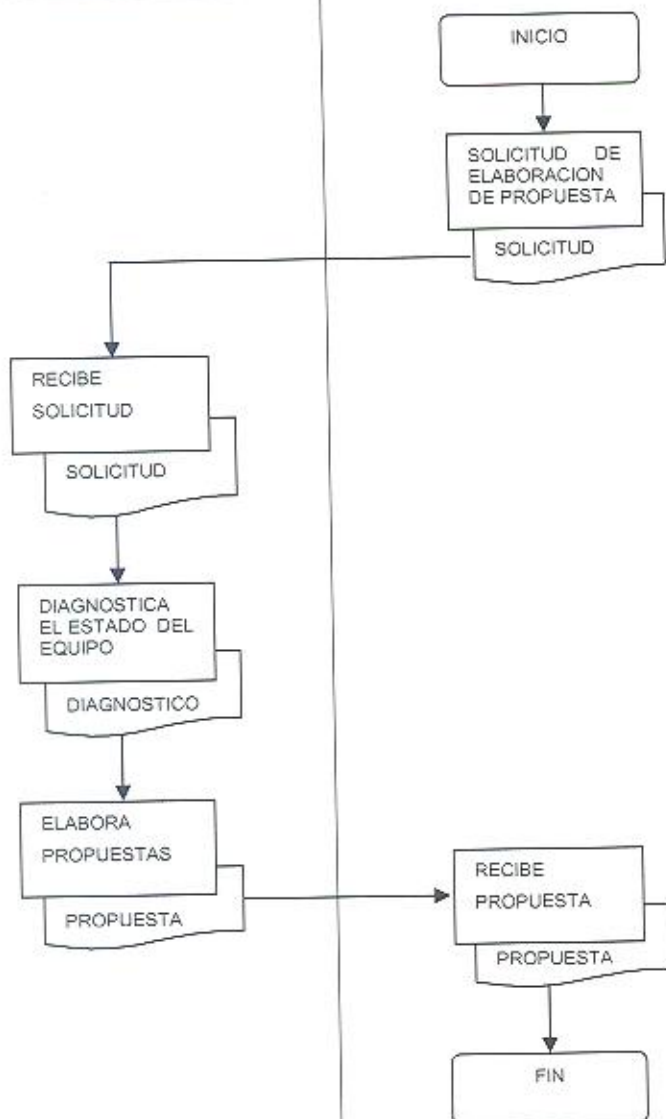 INICIO
SOLICITUD DE
ELABORACION
DE PROPUESTA
SOLICITUD
RECIBE
SOLICITUD
SOLICITUD
DIAGNOSTICA
EL ESTADO DEL
EQUIPO
DIAGNOSTICO
ELABORA
PROPUESTAS
PROPUESTA
RECIBE
PROPUESTA
PROPUESTA
FIN